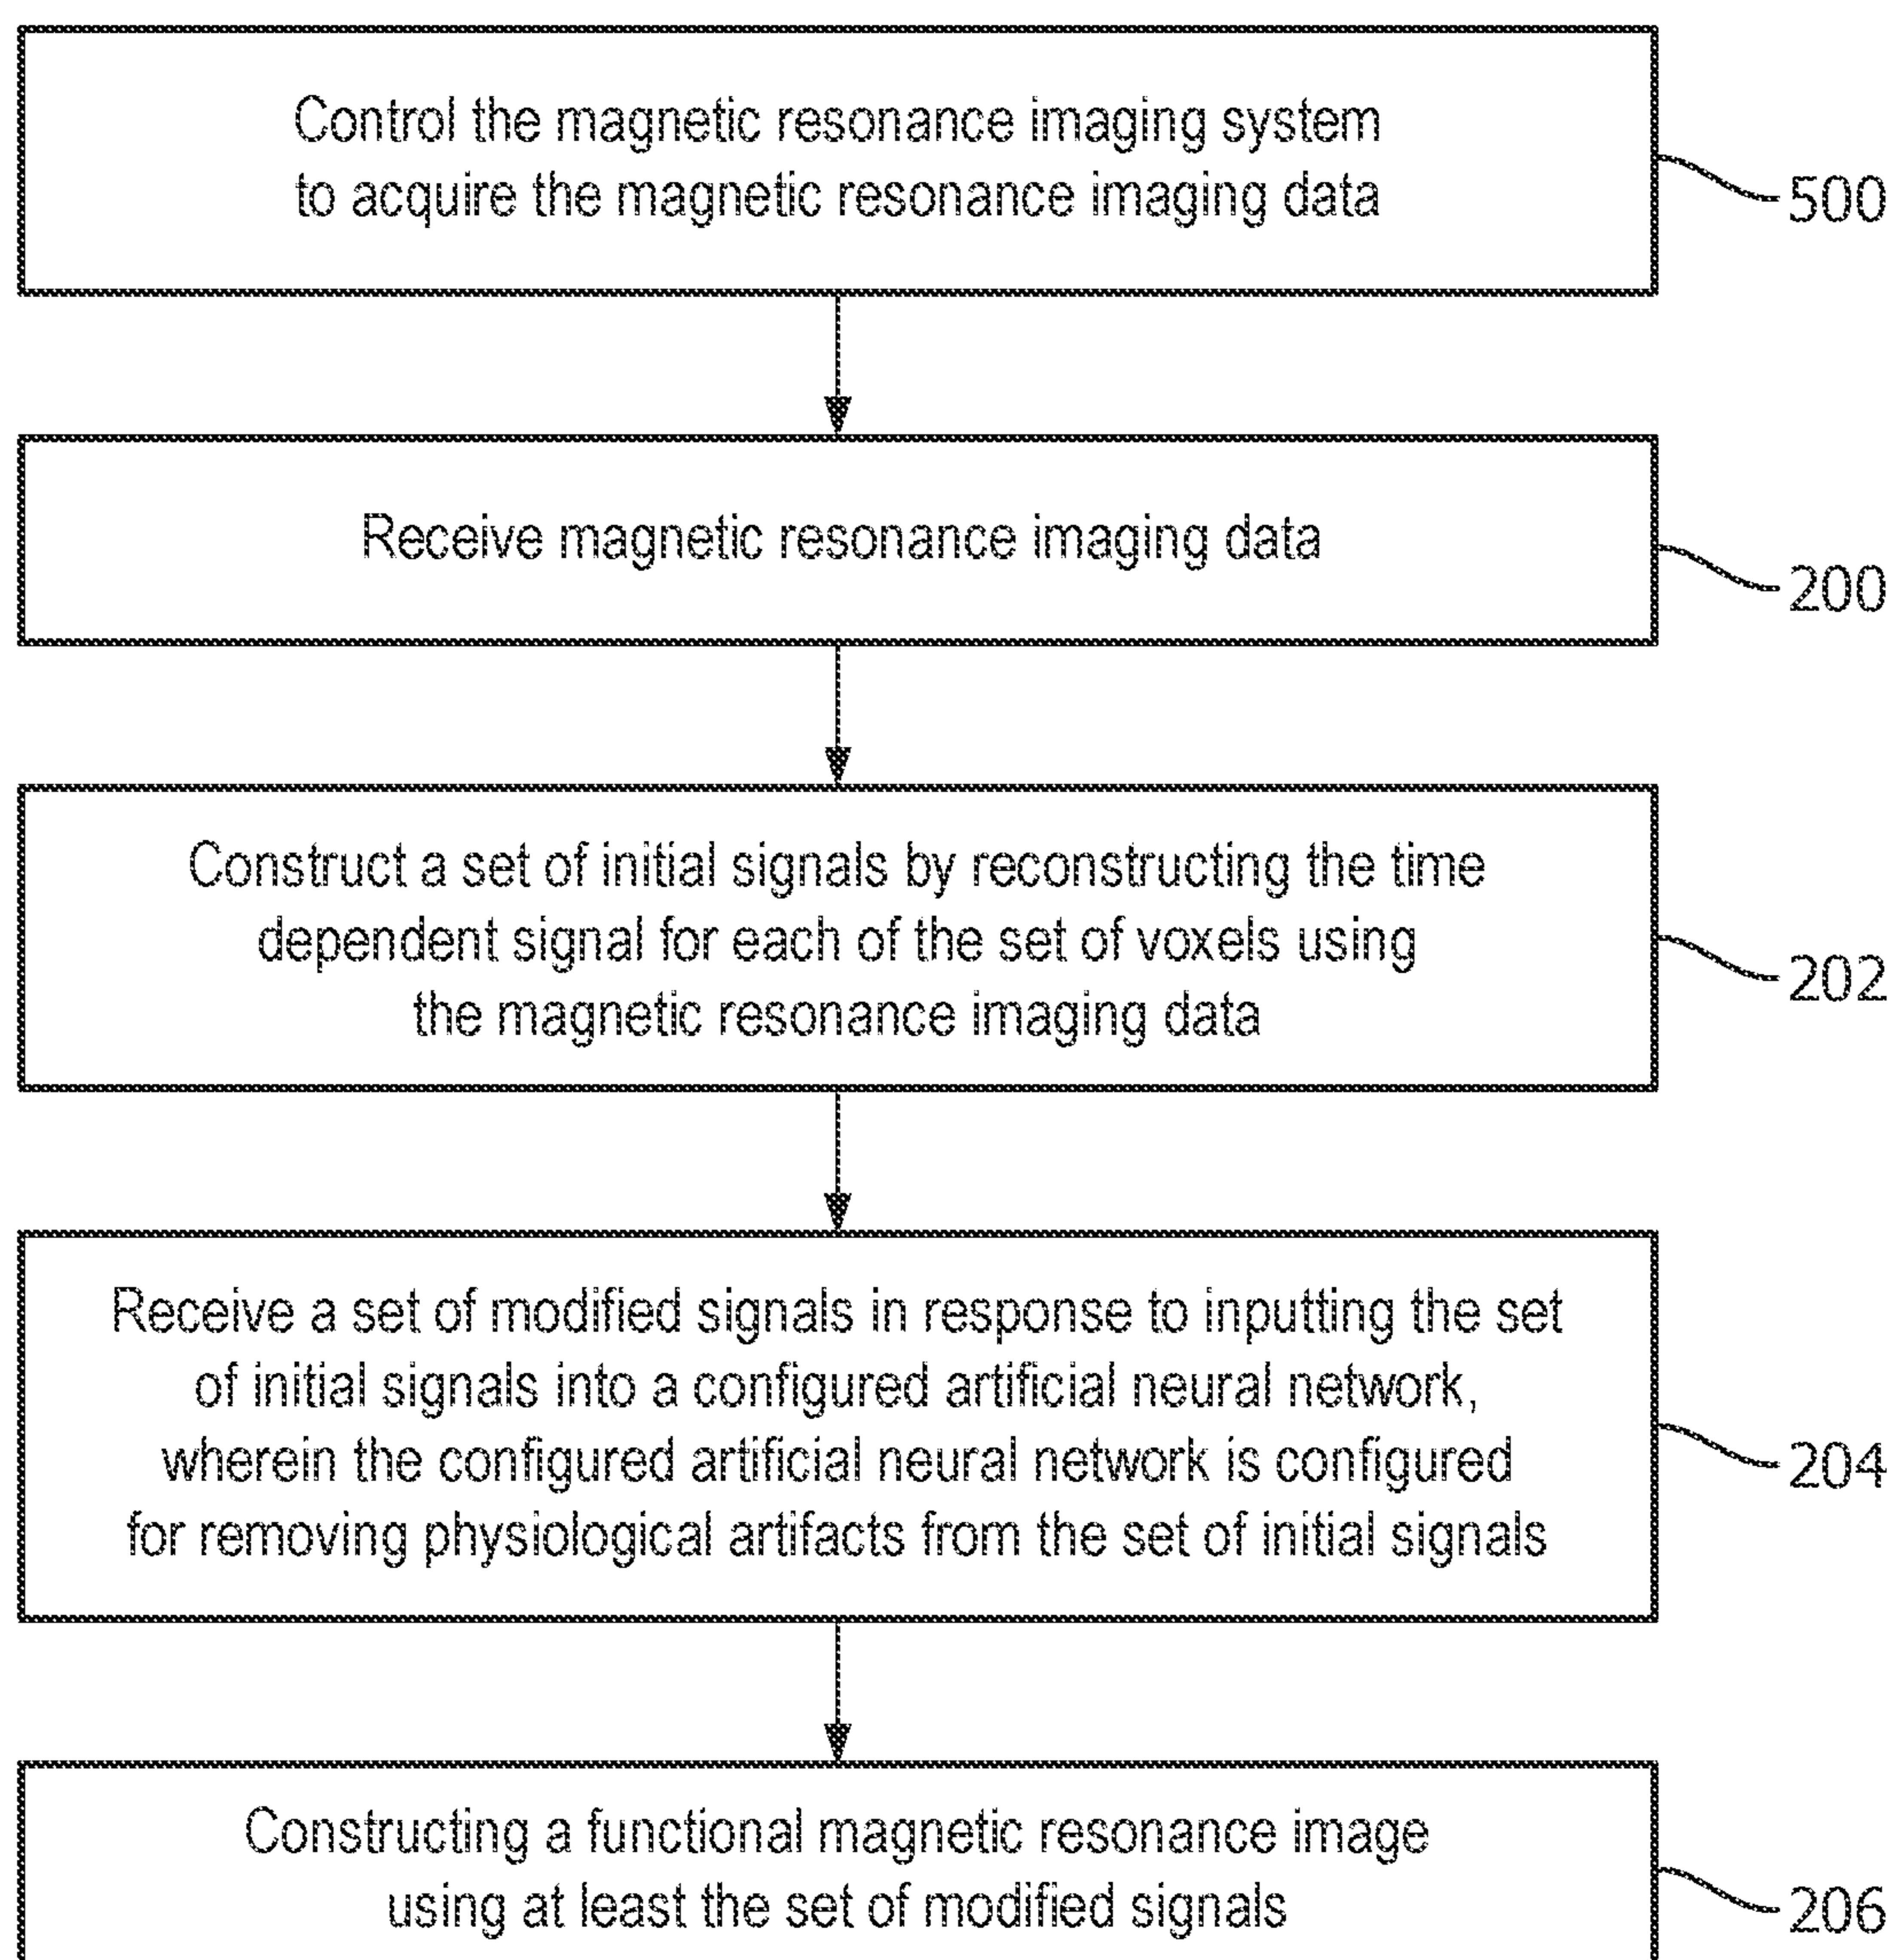 Control the magnetic resonance imaging system
to acquire the magnetic resonance imaging data
500
Receive magnetic resonance imaging data
200
Construct a set of initial signals by reconstructing the time
dependent signal for each of the set of voxels using
the magnetic resonance imaging data
202
Receive a set of modified signals in response to inputting the set
of initial signals into a configured artificial neural network,
wherein the configured artificial neural network is configured
for removing physiological artifacts from the set of initial signals
204
Constructing a functional magnetic resonance image
using at least the set of modified signals
206